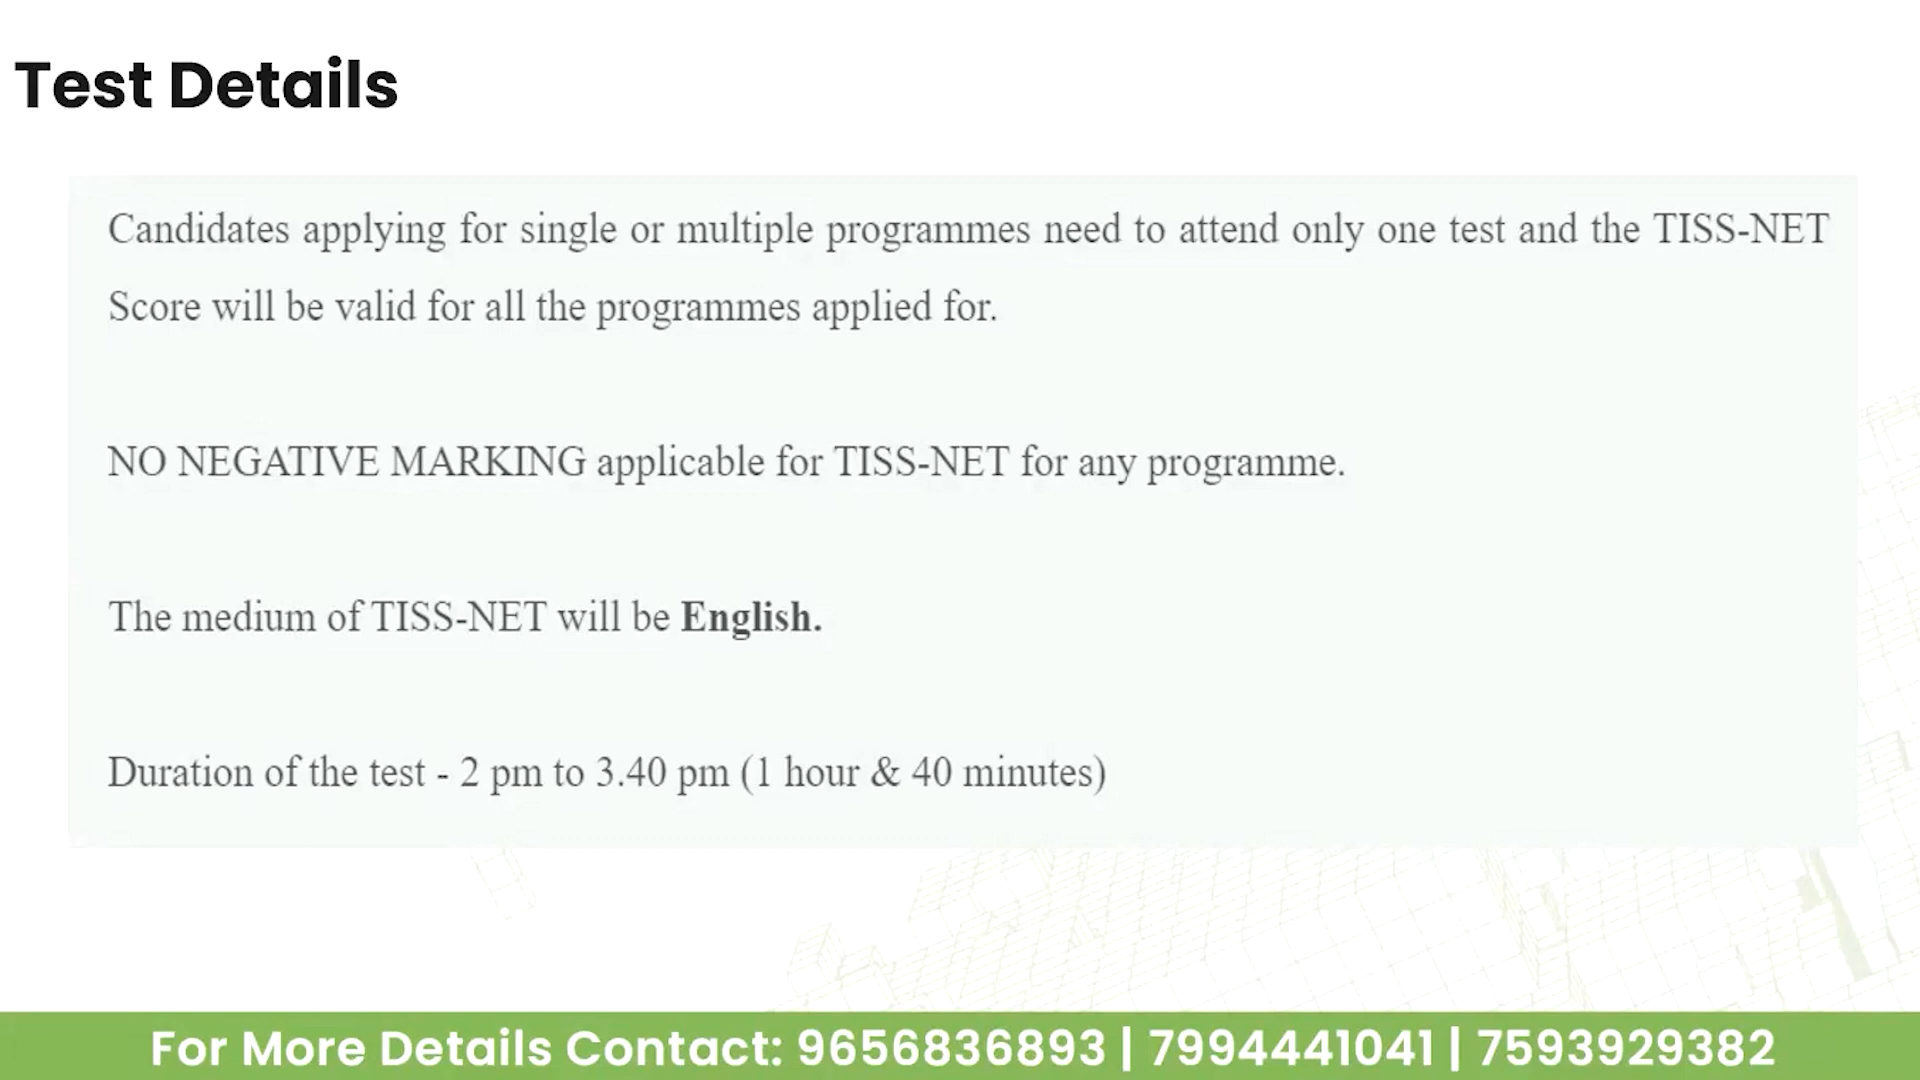 Test Details
Candidates applying for single or multiple programmes need to attend only one test and the TISS-NET
Score will be valid for all the programmes applied for.
NO NEGATIVE MARKING applicable for TISS-NET for any programme.
The medium of TISS-NET will be English.
Duration of the test - 2 pm to 3.40 pm (1 hour & 40 minutes)
For More Details Contact: 9656836893 | 7994441041 | 7593929382